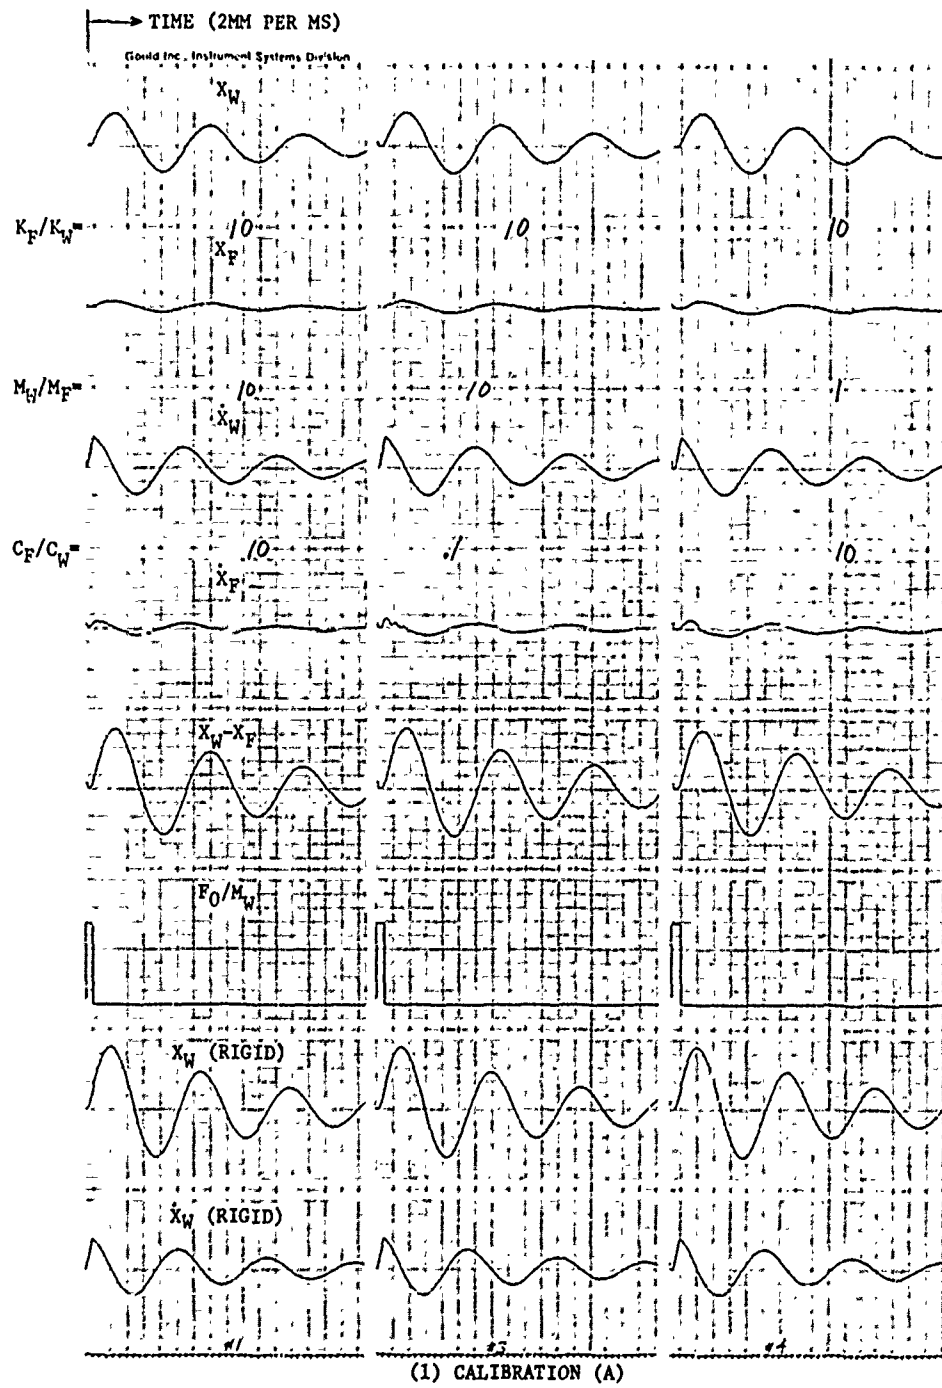 TIME (2MM PER MS)
Gould Inc., Instrument Systems Division
X_W
K_F/K_W= 10 10 10
X_F
M_W/M_F= 10 10 1
Ẋ_W
C_F/C_W= 10 .1 10
Ẋ_F
X_W-X_F
F_O/M_W
X_W (RIGID)
Ẋ_W (RIGID)
#1 #3 #4
(1) CALIBRATION (A)